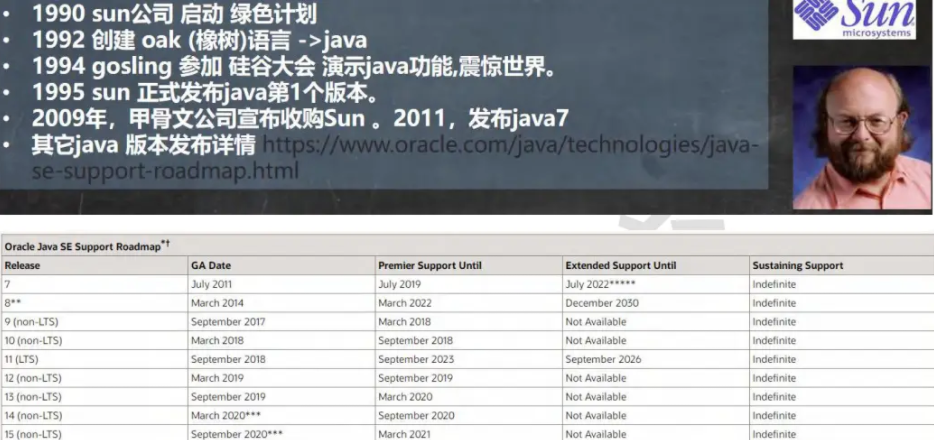 • 1990 sun公司 启动 绿色计划
• 1992 创建 oak (橡树)语言 ->java
• 1994 gosling 参加 硅谷大会 演示java功能,震惊世界。
• 1995 sun 正式发布java第1个版本。
• 2009年，甲骨文公司宣布收购Sun 。2011，发布java7
• 其它java 版本发布详情 https://www.oracle.com/java/technologies/java-
se-support-roadmap.html
Sun
microsystems
Oracle Java SE Support Roadmap*†
Release GA Date Premier Support Until Extended Support Until Sustaining Support
7 July 2011 July 2019 July 2022***** Indefinite
8** March 2014 March 2022 December 2030 Indefinite
9 (non-LTS) September 2017 March 2018 Not Available Indefinite
10 (non-LTS) March 2018 September 2018 Not Available Indefinite
11 (LTS) September 2018 September 2023 September 2026 Indefinite
12 (non-LTS) March 2019 September 2019 Not Available Indefinite
13 (non-LTS) September 2019 March 2020 Not Available Indefinite
14 (non-LTS) March 2020*** September 2020 Not Available Indefinite
15 (non-LTS) September 2020*** March 2021 Not Available Indefinite